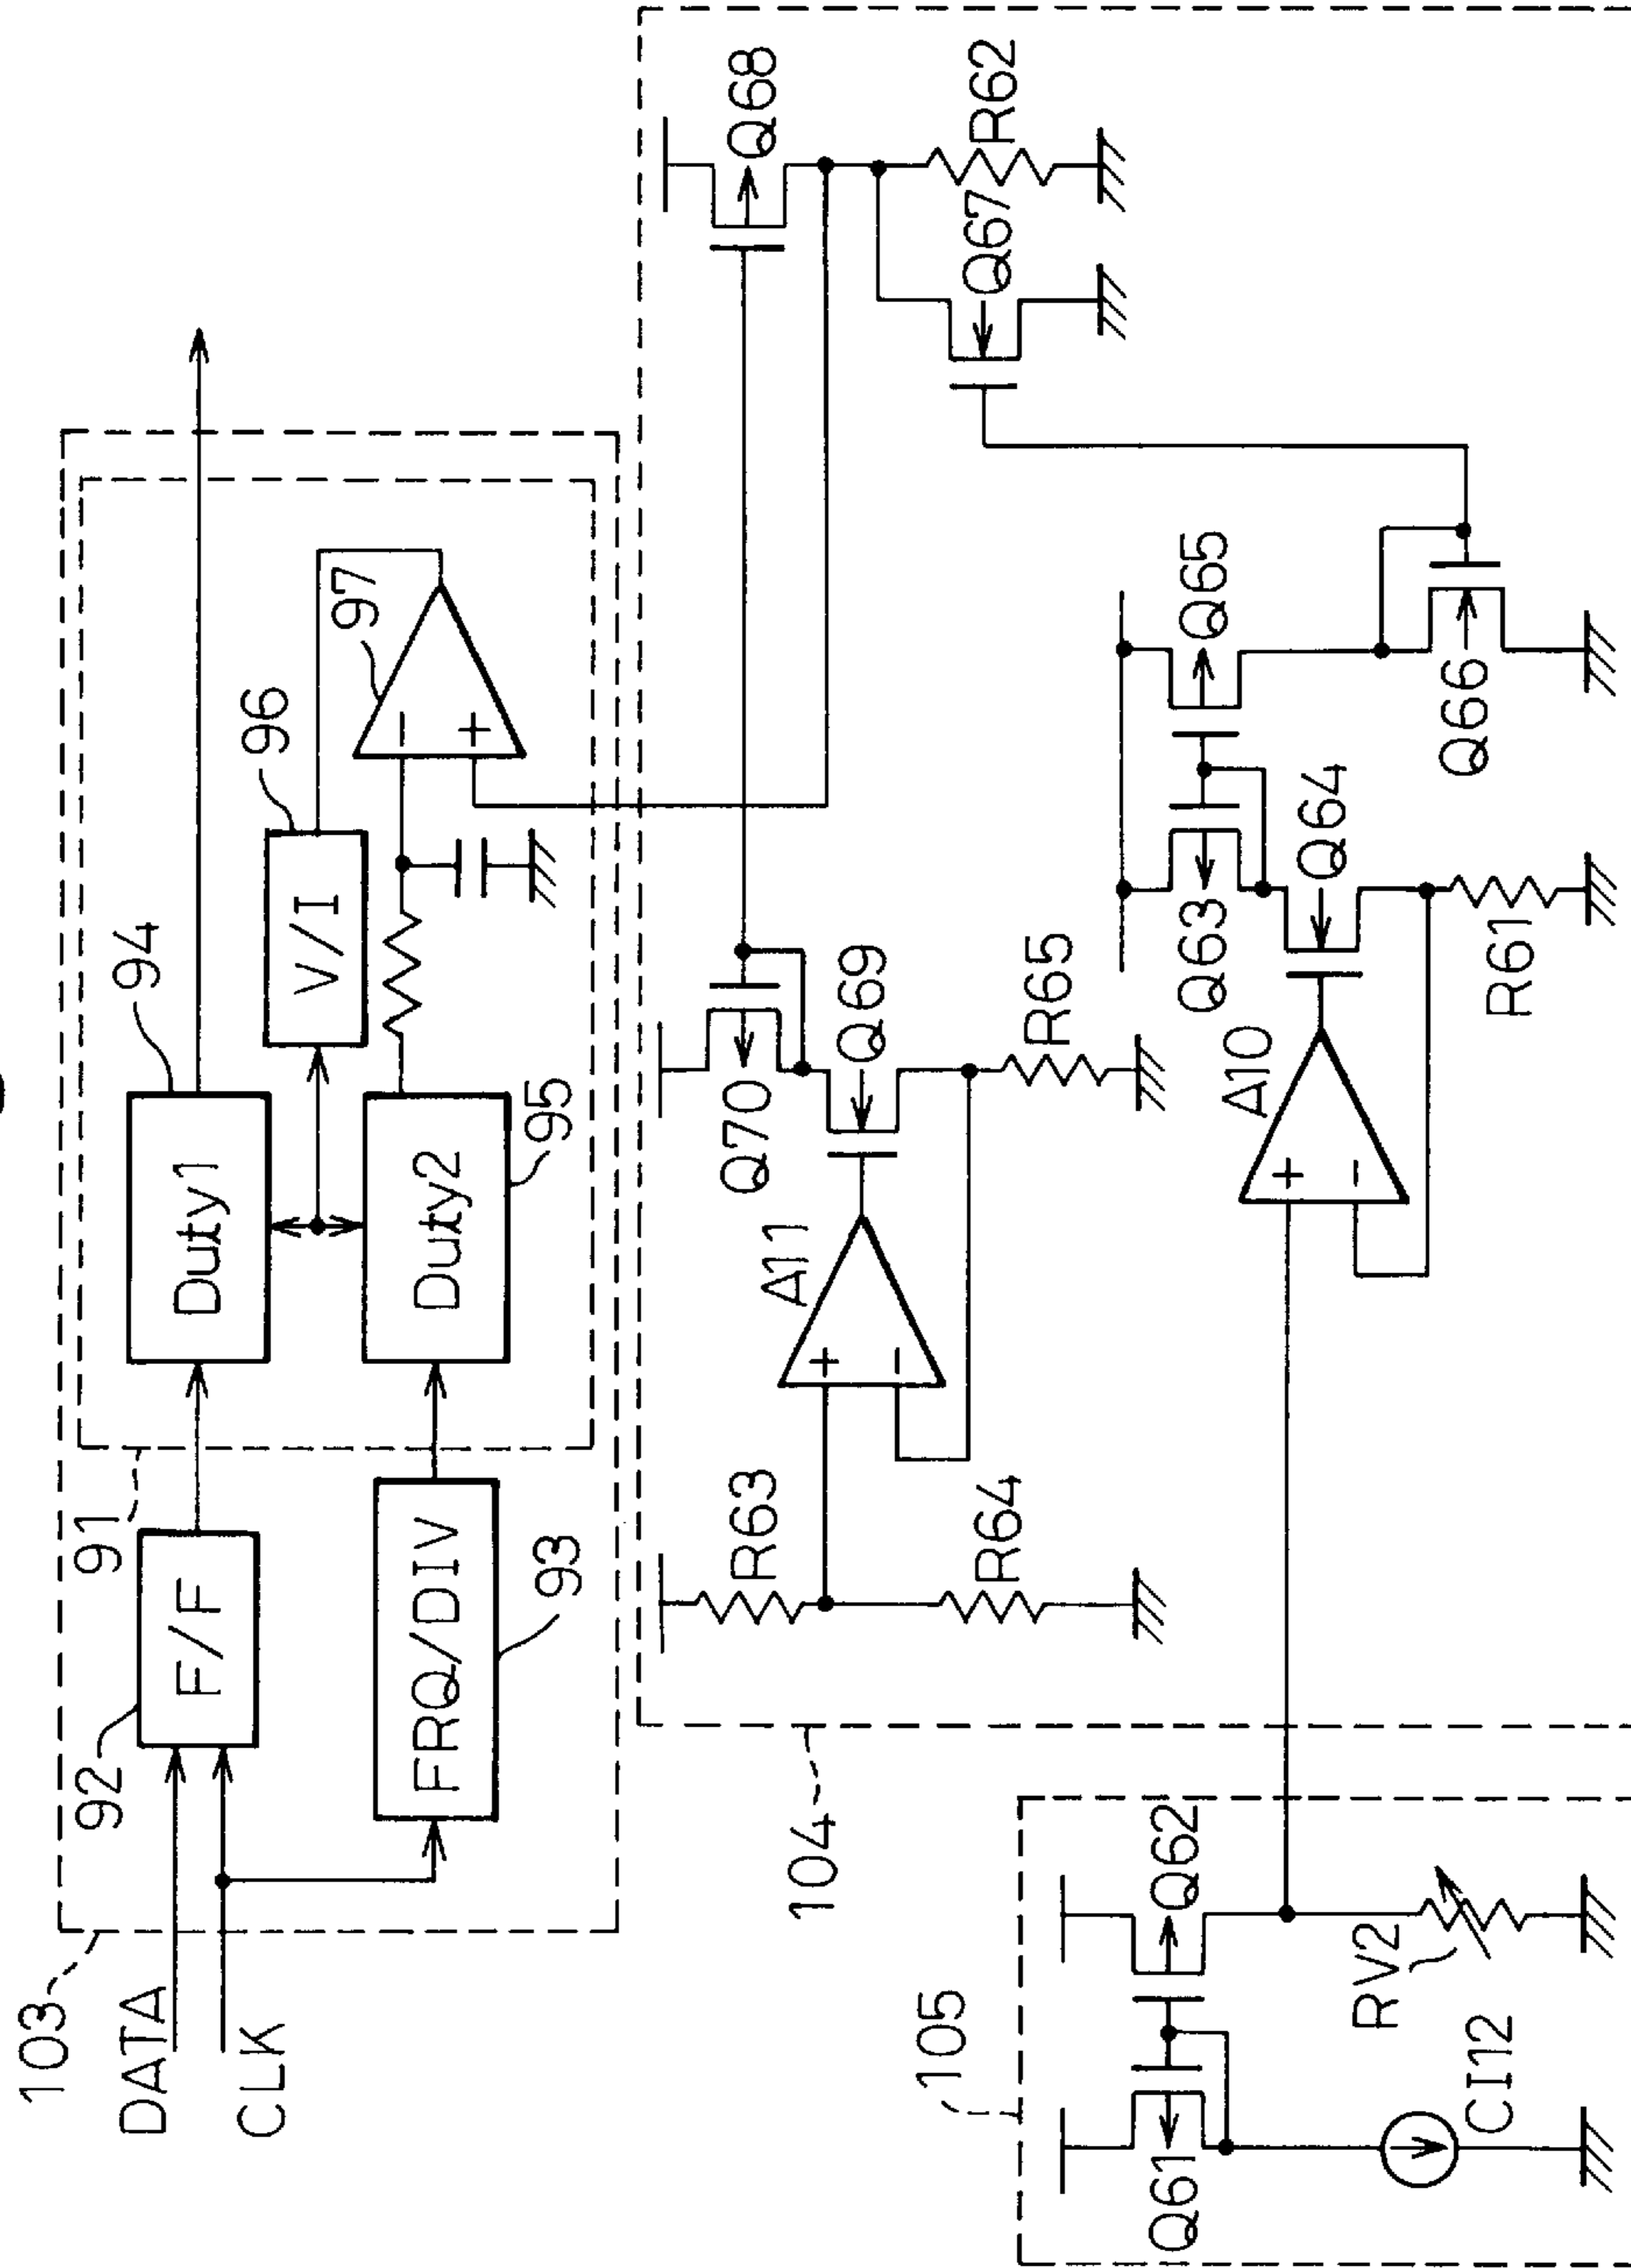 103
DATA
CLK
92
F/F
91
FRQ/DIV
93
94
Duty1
Duty2
95
96
V/I
97
−
+
104
R63
R64
A11
+
−
Q70
Q69
R65
Q68
Q67
R62
105
Q61
Q62
CI12
RV2
A10
+
−
Q63
Q64
R61
Q65
Q66